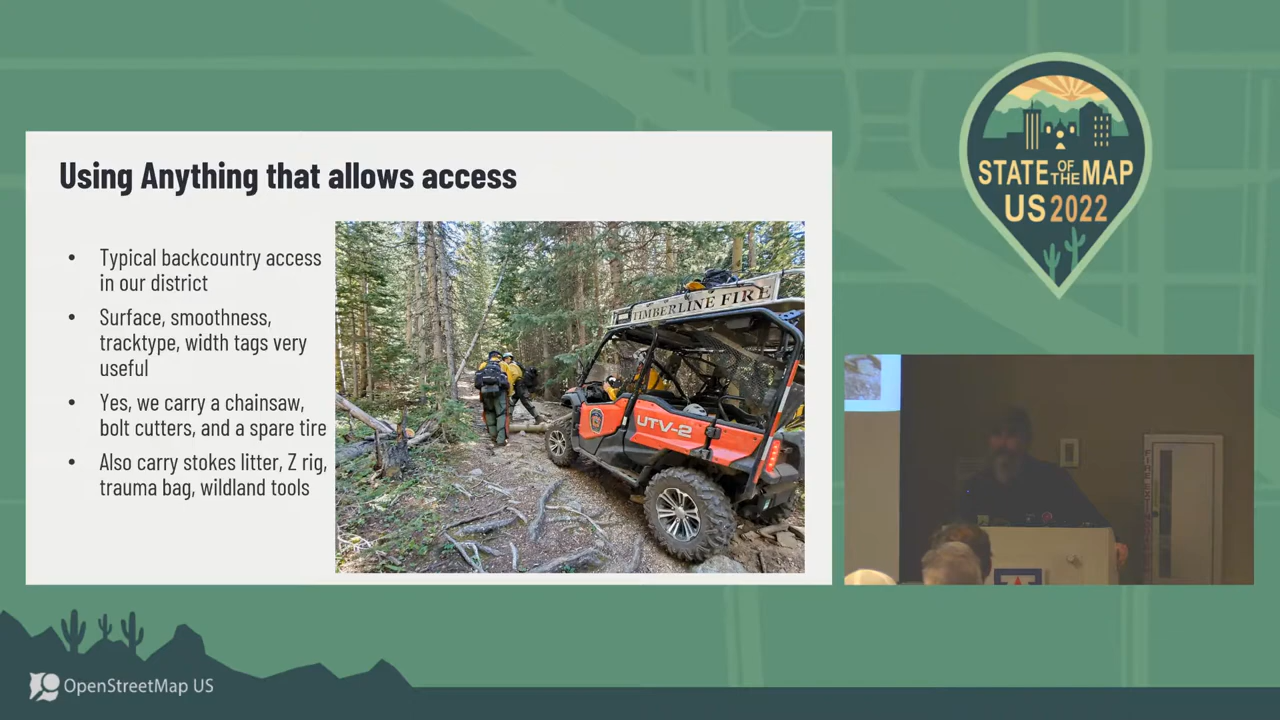 Using Anything that allows access
• Typical backcountry access
in our district
• Surface, smoothness,
tracktype, width tags very
useful
• Yes, we carry a chainsaw,
bolt cutters, and a spare tire
• Also carry stokes litter, Z rig,
trauma bag, wildland tools
TIMBERLINE FIRE
UTV-2
STATE OF THE MAP
US 2022
OpenStreetMap US